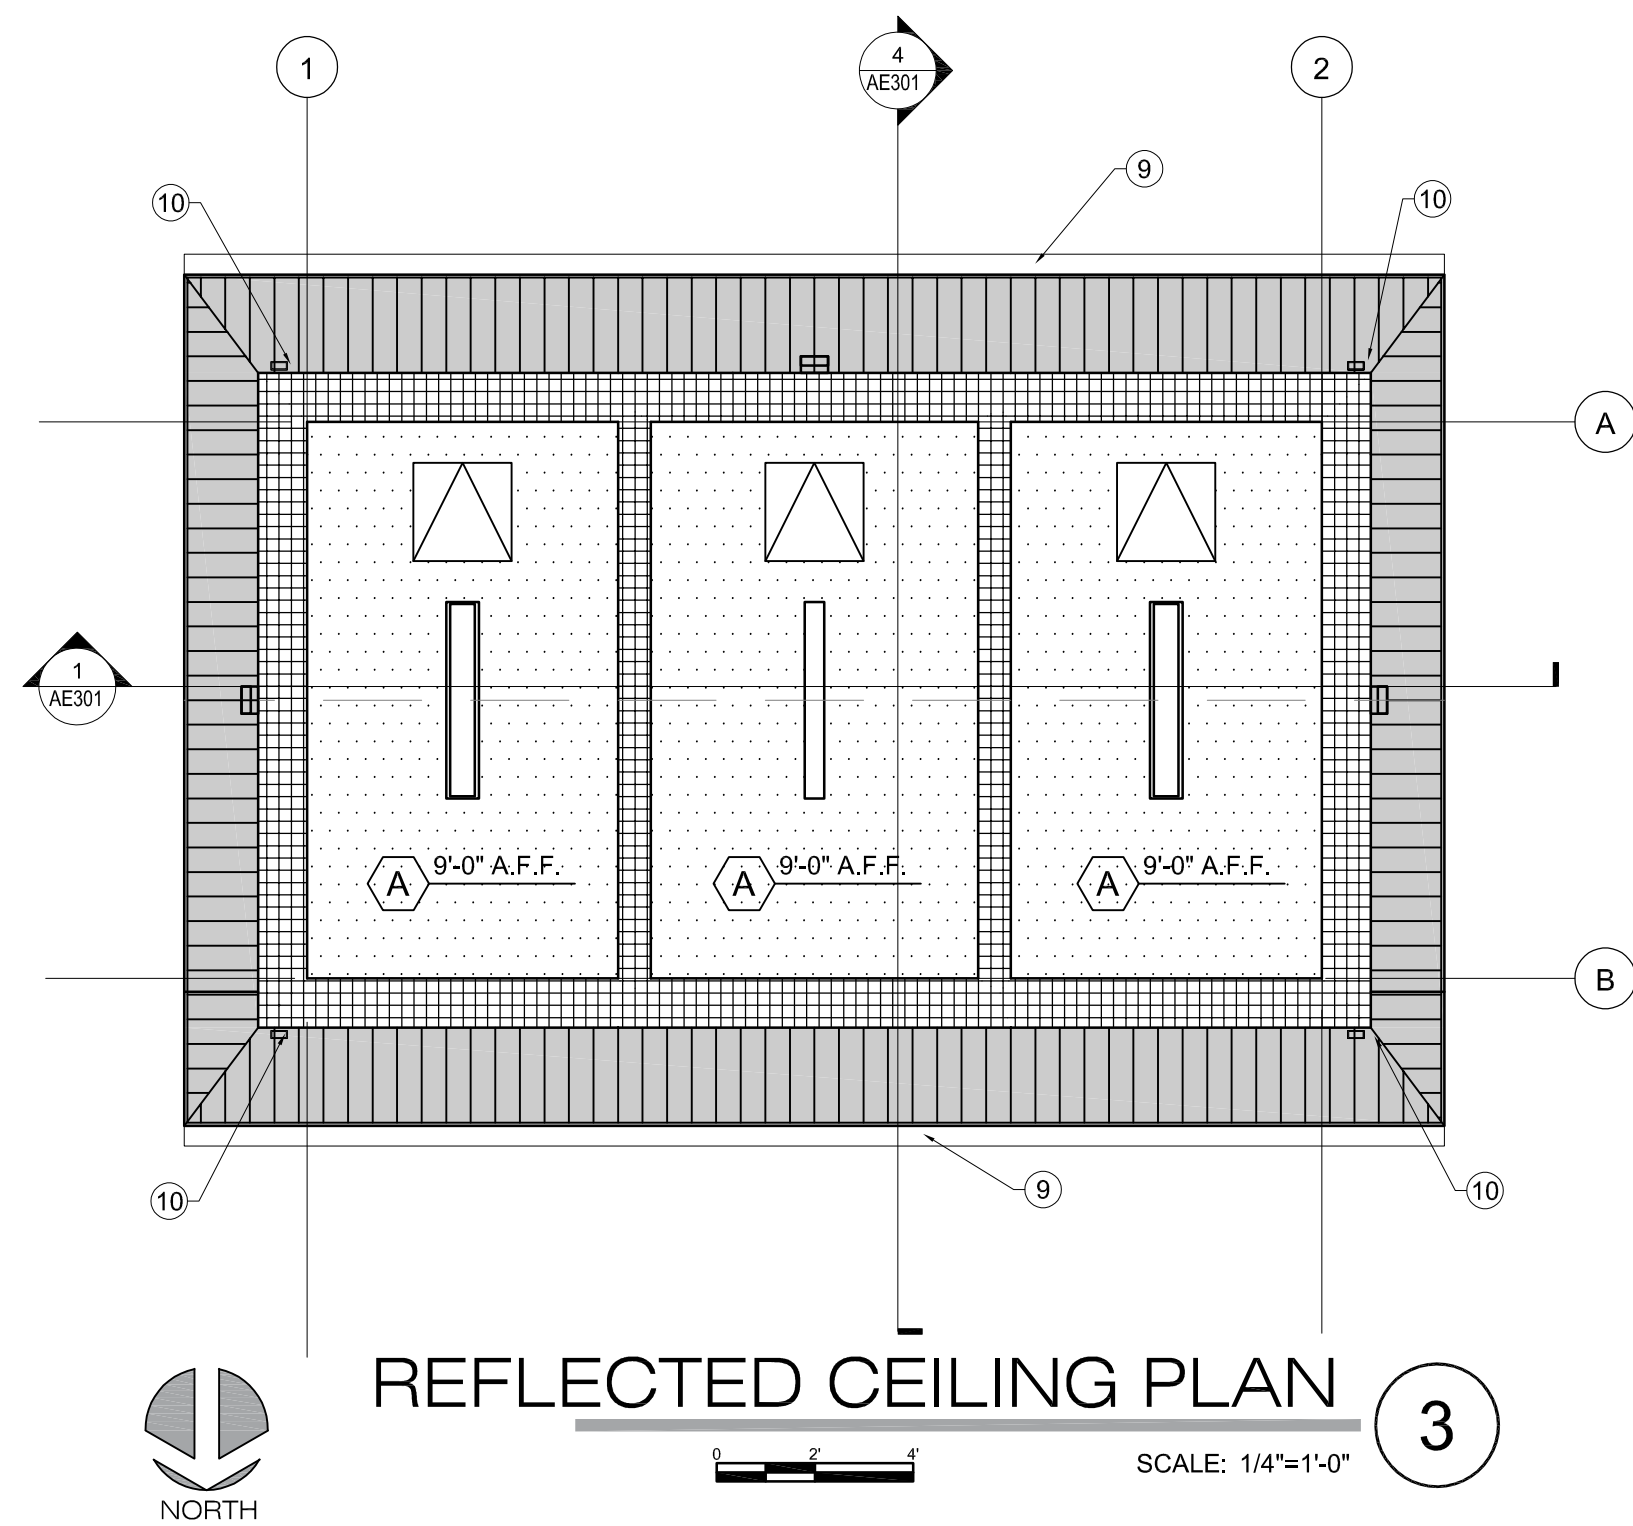 1
4
AE301
2
9
10
10
A
1
AE301
A 9'-0" A.F.F.
A 9'-0" A.F.F.
A 9'-0" A.F.F.
B
10
9
10
REFLECTED CEILING PLAN
3
0 2' 4'
SCALE: 1/4"=1'-0"
NORTH